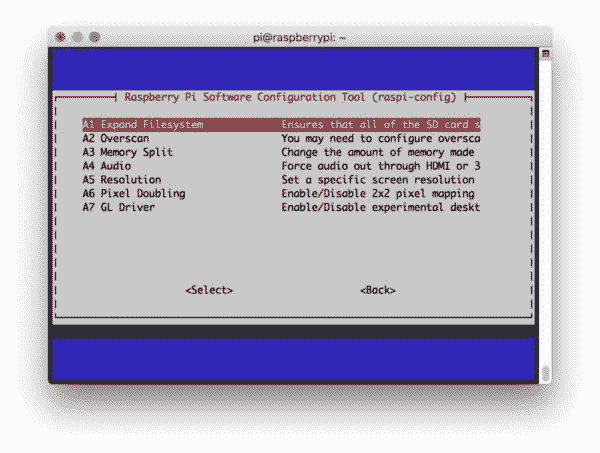 pi@raspberrypi: ~
Raspberry Pi Software Configuration Tool (raspi-config)
A1 Expand Filesystem Ensures that all of the SD card s
A2 Overscan You may need to configure oversca
A3 Memory Split Change the amount of memory made
A4 Audio Force audio out through HDMI or 3
A5 Resolution Set a specific screen resolution
A6 Pixel Doubling Enable/Disable 2x2 pixel mapping
A7 GL Driver Enable/Disable experimental deskt
<Select> <Back>